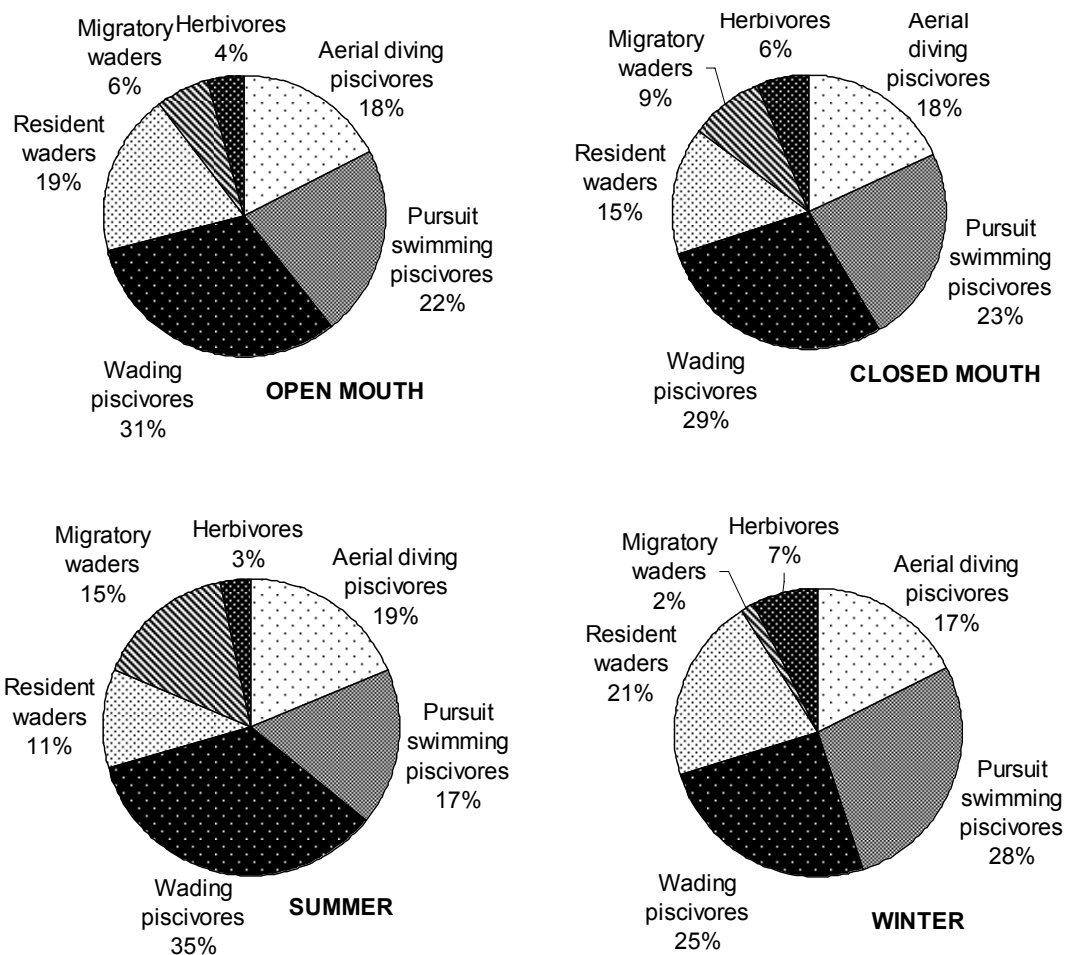 Migratory
waders
6%
Herbivores
4%
Aerial diving
piscivores
18%
Resident
waders
19%
Pursuit
swimming
piscivores
22%
Wading
piscivores
31%
OPEN MOUTH
Migratory
waders
9%
Herbivores
6%
Aerial
diving
piscivores
18%
Resident
waders
15%
Pursuit
swimming
piscivores
23%
Wading
piscivores
29%
CLOSED MOUTH
Migratory
waders
15%
Herbivores
3%
Aerial diving
piscivores
19%
Resident
waders
11%
Pursuit
swimming
piscivores
17%
Wading
piscivores
35%
SUMMER
Migratory
waders
2%
Herbivores
7%
Aerial diving
piscivores
17%
Resident
waders
21%
Pursuit
swimming
piscivores
28%
Wading
piscivores
25%
WINTER